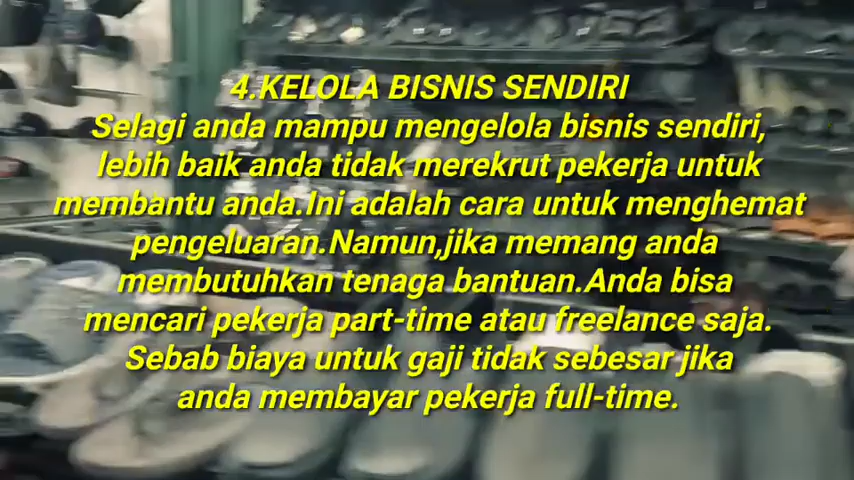 4.KELOLA BISNIS SENDIRI
Selagi anda mampu mengelola bisnis sendiri,
lebih baik anda tidak merekrut pekerja untuk
membantu anda.Ini adalah cara untuk menghemat
pengeluaran.Namun,jika memang anda
membutuhkan tenaga bantuan.Anda bisa
mencari pekerja part-time atau freelance saja.
Sebab biaya untuk gaji tidak sebesar jika
anda membayar pekerja full-time.